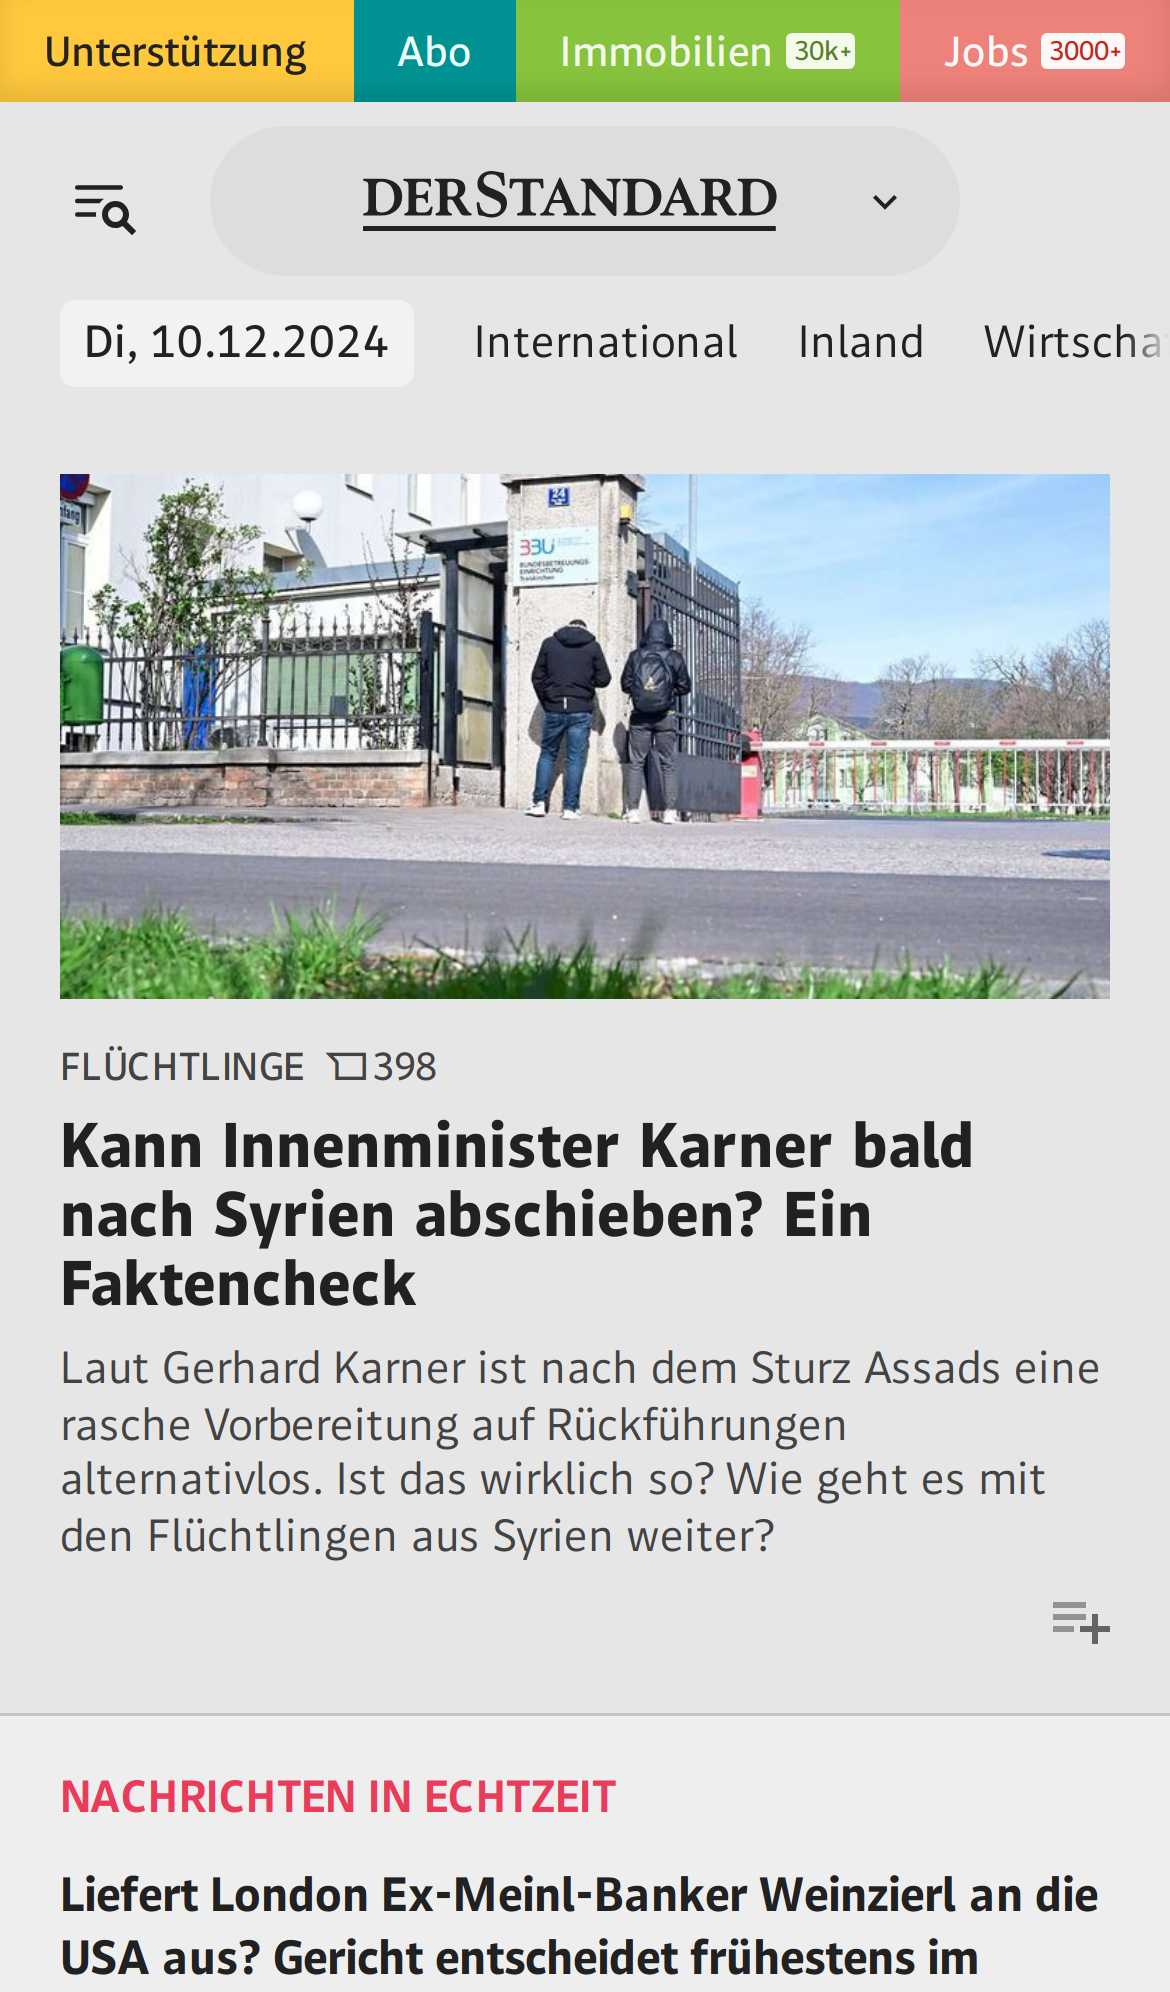 Unterstützung Abo Immobilien 30k+ Jobs 3000+
DERSTANDARD
Di, 10.12.2024 International Inland Wirtscha
24
BBU
BUNDESBETREUUNGS-
EINRICHTUNG
Traiskirchen
FLÜCHTLINGE 398
Kann Innenminister Karner bald
nach Syrien abschieben? Ein
Faktencheck
Laut Gerhard Karner ist nach dem Sturz Assads eine
rasche Vorbereitung auf Rückführungen
alternativlos. Ist das wirklich so? Wie geht es mit
den Flüchtlingen aus Syrien weiter?
NACHRICHTEN IN ECHTZEIT
Liefert London Ex-Meinl-Banker Weinzierl an die
USA aus? Gericht entscheidet frühestens im